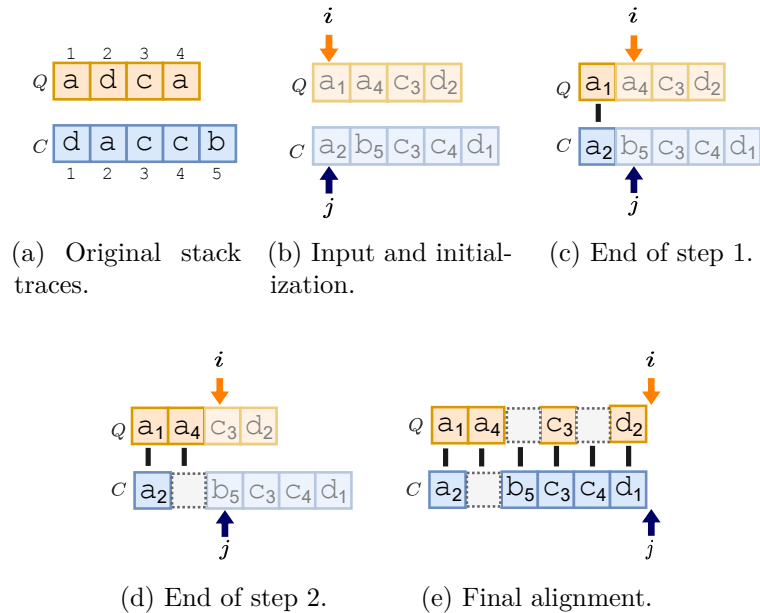 1 2 3 4
Q a d c a
C d a c c b
1 2 3 4 5
(a) Original stack
traces.
i
a₁ a₄ c₃ d₂
Q
C a₂ b₅ c₃ c₄ d₁
j
(b) Input and initial-
ization.
i
a₁ a₄ c₃ d₂
Q
C a₂ b₅ c₃ c₄ d₁
j
(c) End of step 1.
i
Q a₁ a₄ c₃ d₂
C a₂ b₅ c₃ c₄ d₁
j
(d) End of step 2.
i
Q a₁ a₄ c₃ d₂
C a₂ b₅ c₃ c₄ d₁
j
(e) Final alignment.